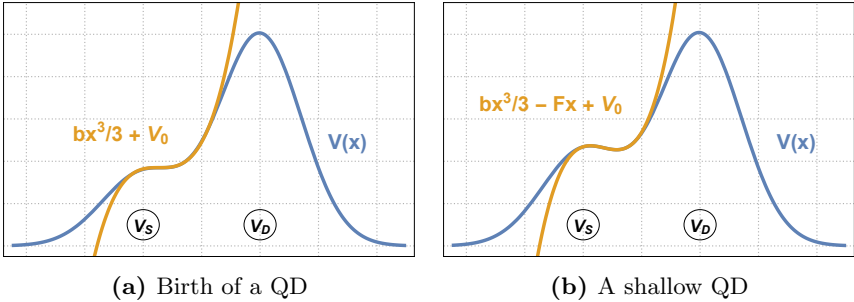 bx³/3 + V₀
V(x)
V_S
V_D
(a) Birth of a QD
bx³/3 − Fx + V₀
V(x)
V_S
V_D
(b) A shallow QD